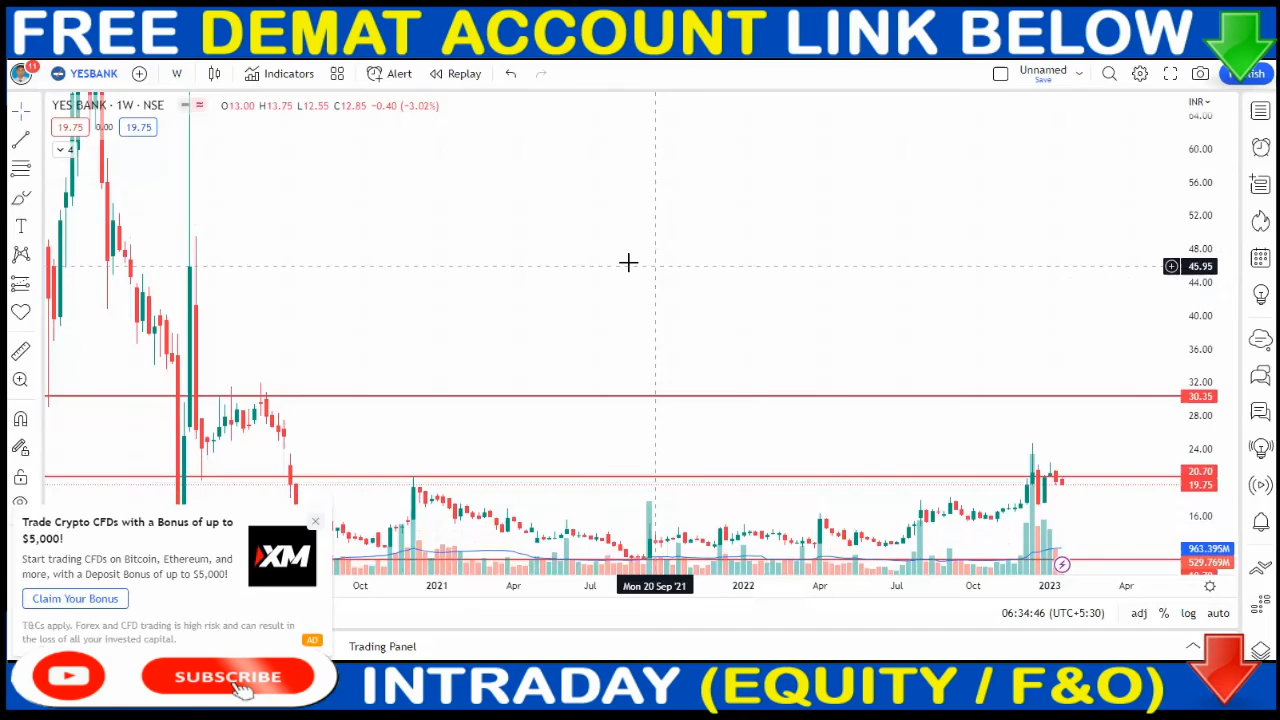 FREE DEMAT ACCOUNT LINK BELOW
11
YESBANK W Indicators Alert Replay Unnamed
Save
YES BANK · 1W · NSE O13.00 H13.75 L12.55 C12.85 −0.40 (−3.02%) INR
19.75 0.00 19.75
4
64.00
60.00
56.00
52.00
48.00
45.95
44.00
40.00
36.00
32.00
30.35
28.00
24.00
20.70
19.75
16.00
963.395M
529.769M
Trade Crypto CFDs with a Bonus of up to
$5,000!
Start trading CFDs on Bitcoin, Ethereum, and
more, with a Deposit Bonus of up to $5,000!
XM
Claim Your Bonus
T&Cs apply. Forex and CFD trading is high risk and can result in
the loss of all your invested capital.
AD
Oct 2021 Apr Jul Mon 20 Sep '21 2022 Apr Jul Oct 2023 Apr
06:34:46 (UTC+5:30) adj % log auto
Trading Panel
SUBSCRIBE
INTRADAY (EQUITY / F&O)